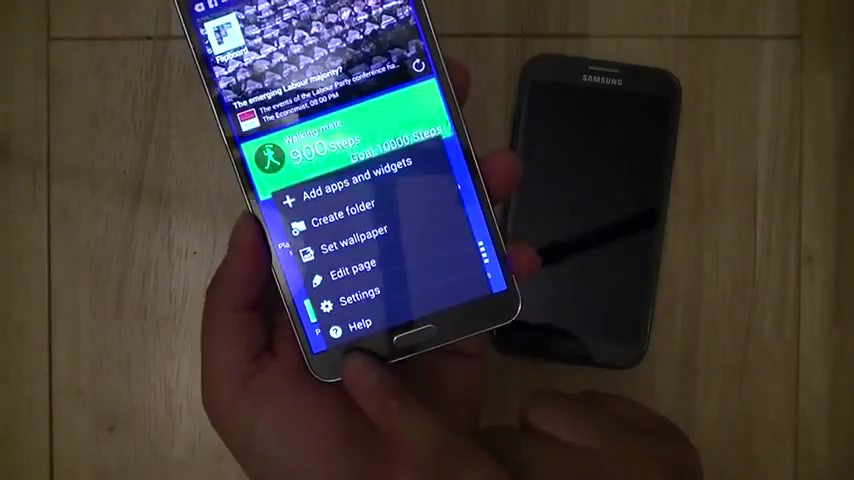 Flipboard
The emerging Labour majority?
The events of the Labour Party conference ha...
The Economist, 08:00 PM
Walking mate
900 Steps
Goal 10000 Steps
Add apps and widgets
Create folder
Set wallpaper
Edit page
Settings
Help
SAMSUNG